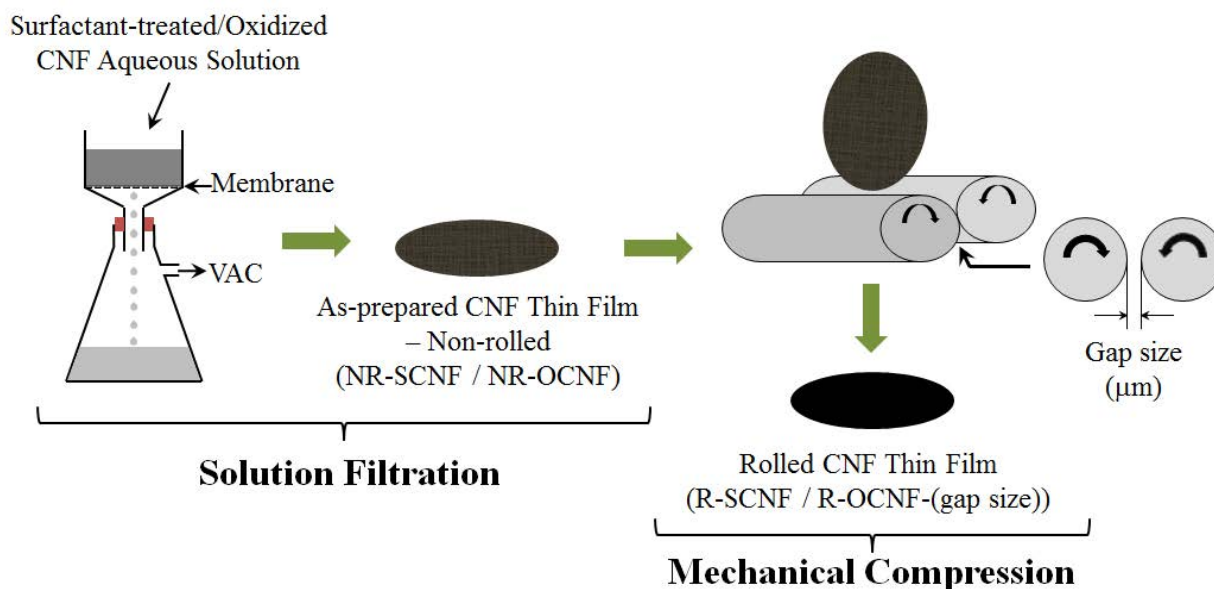 Surfactant-treated/Oxidized
CNF Aqueous Solution
Membrane
VAC
As-prepared CNF Thin Film
– Non-rolled
(NR-SCNF / NR-OCNF)
Solution Filtration
Gap size
(μm)
Rolled CNF Thin Film
(R-SCNF / R-OCNF-(gap size))
Mechanical Compression